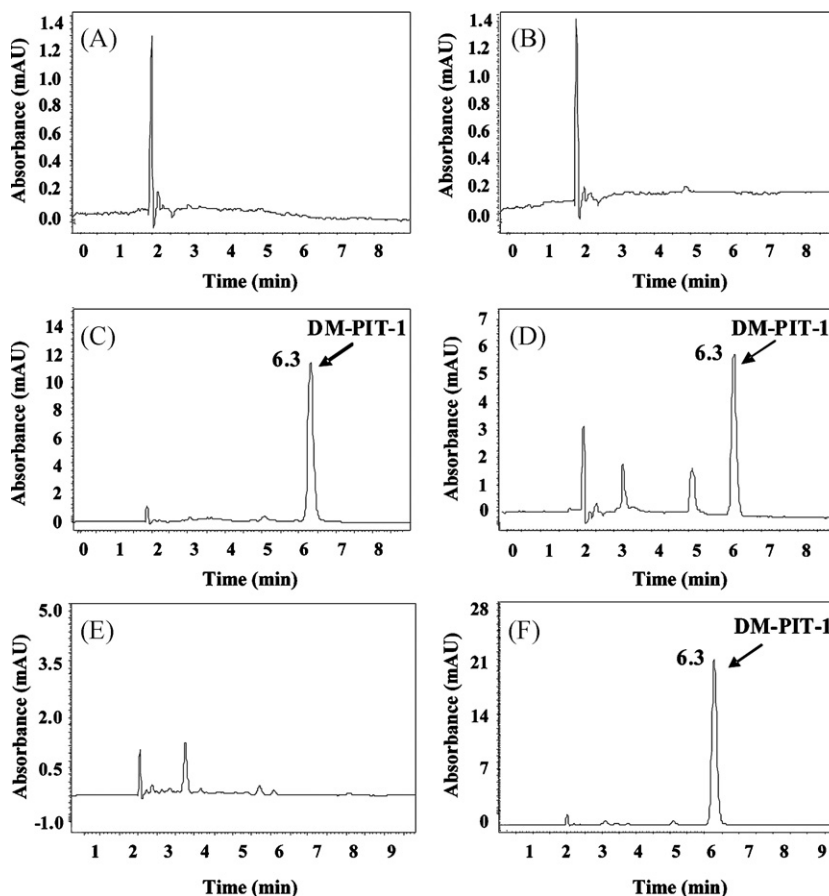 (A)
Absorbance (mAU)
1.4
1.2
1.0
0.8
0.6
0.4
0.2
0.0
0 1 2 3 4 5 6 7 8
Time (min)
(B)
Absorbance (mAU)
1.4
1.2
1.0
0.8
0.6
0.4
0.2
0.0
0 1 2 3 4 5 6 7 8
Time (min)
(C)
DM-PIT-1
6.3
Absorbance (mAU)
14
12
10
8
6
4
2
0
0 1 2 3 4 5 6 7 8
Time (min)
(D)
DM-PIT-1
6.3
Absorbance (mAU)
7
6
5
4
3
2
1
0
0 1 2 3 4 5 6 7 8
Time (min)
(E)
Absorbance (mAU)
5.0
3.5
2.0
0.5
-1.0
1 2 3 4 5 6 7 8 9
Time (min)
(F)
DM-PIT-1
6.3
Absorbance (mAU)
28
21
14
7
0
1 2 3 4 5 6 7 8 9
Time (min)